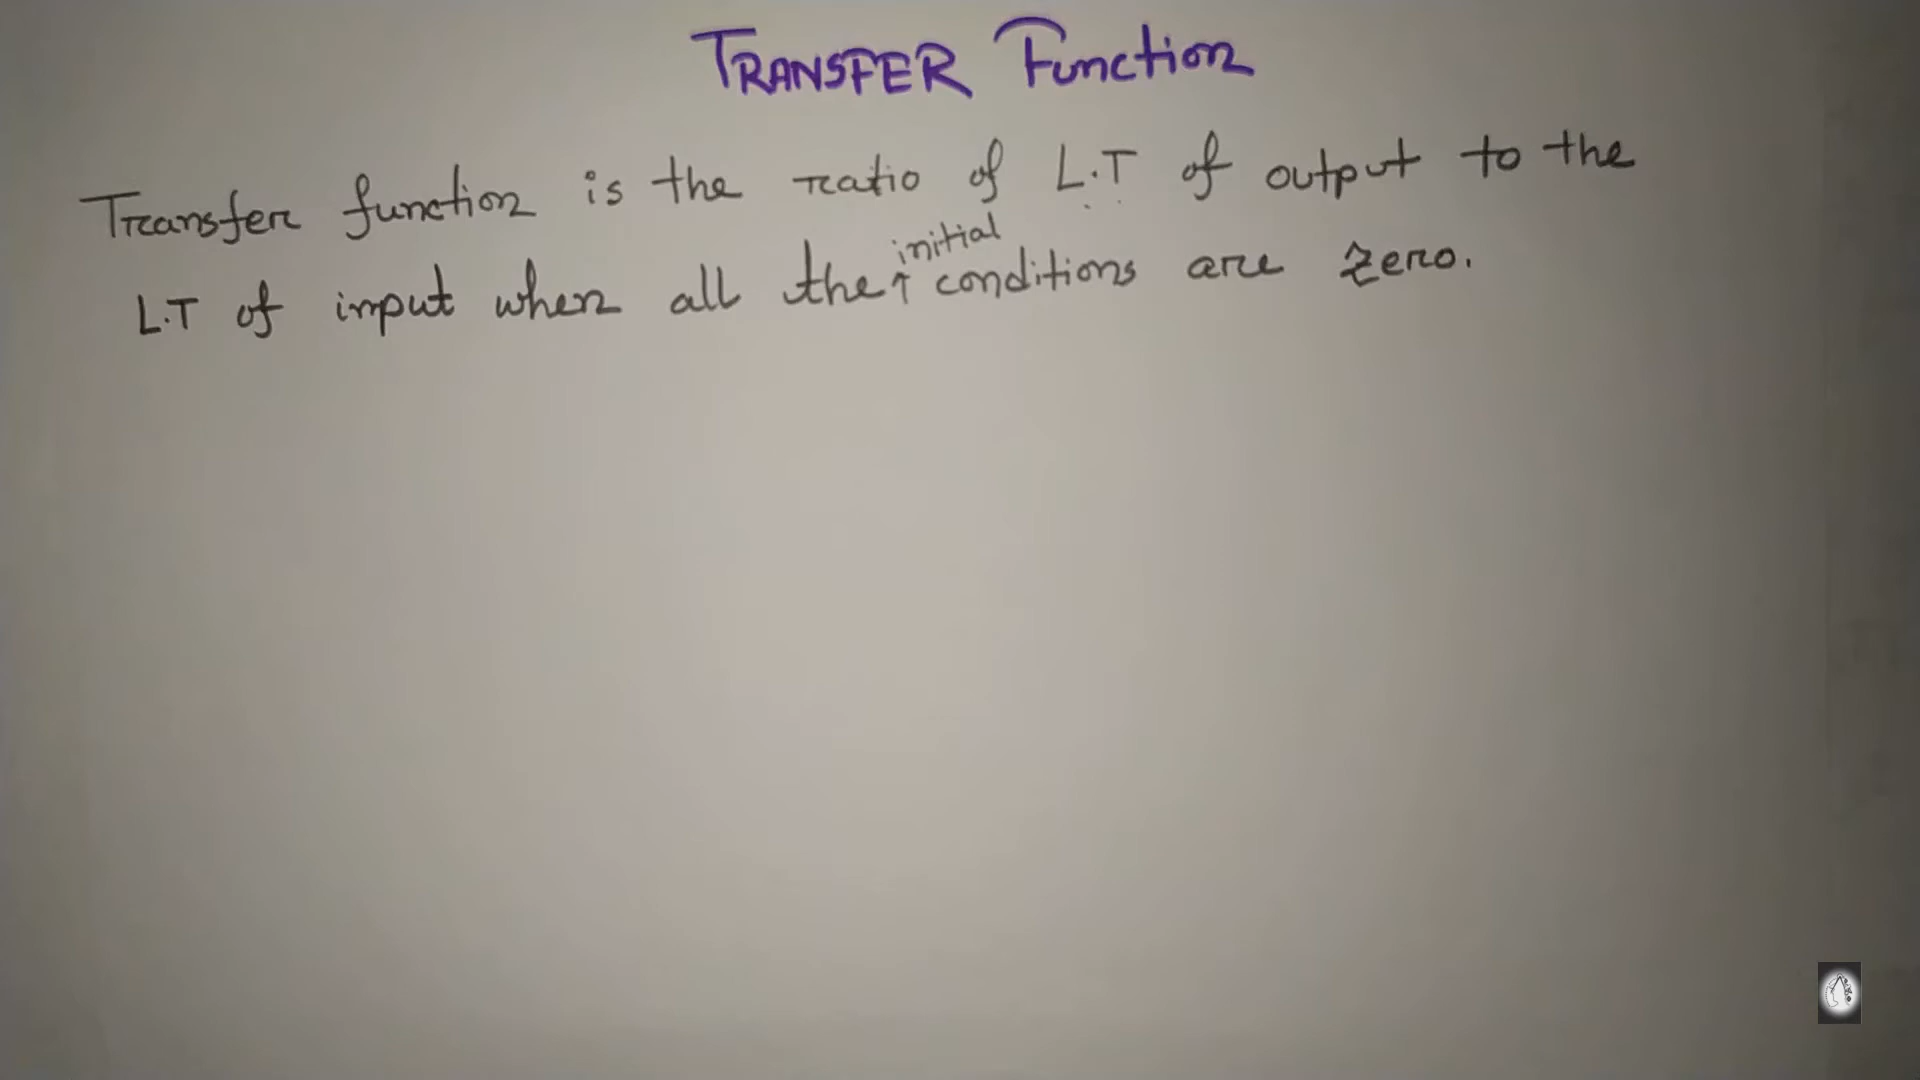 TRANSFER Function
Transfer function is the ratio of L.T of output to the
L.T of input when all the initial conditions are zero.